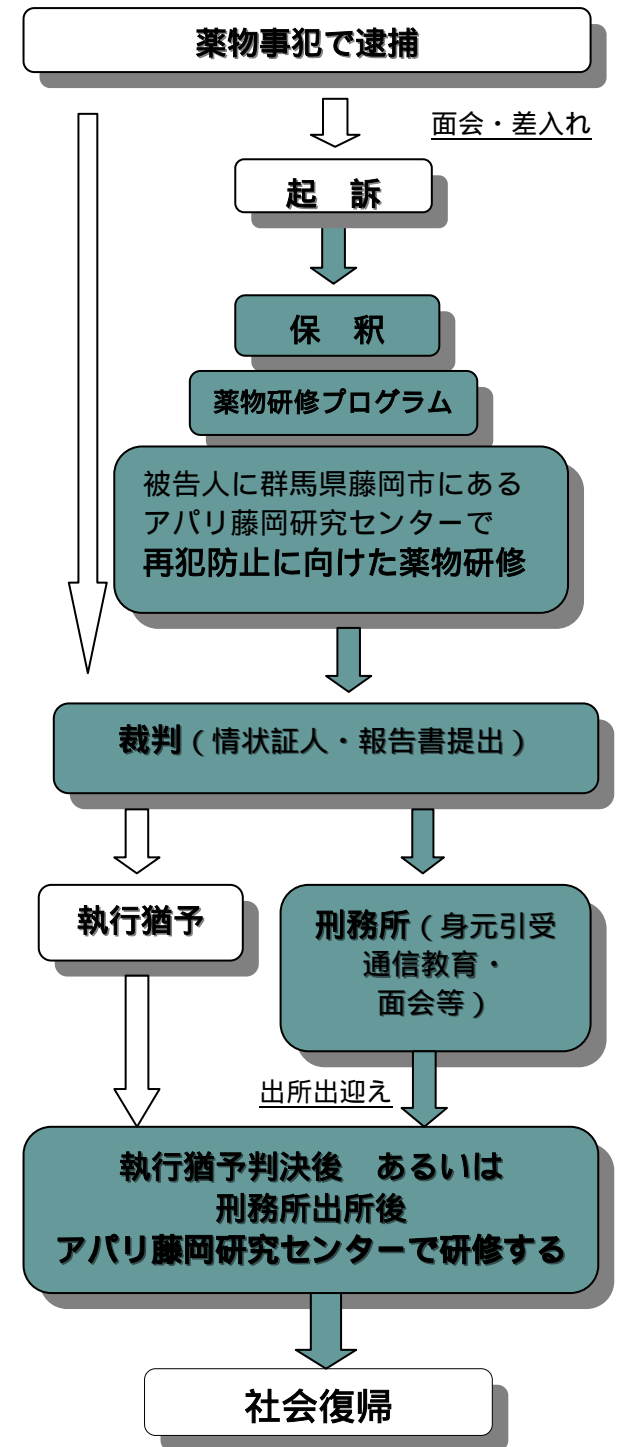 薬物事犯で逮捕
面会・差入れ
起　訴
保　釈
薬物研修プログラム
被告人に群馬県藤岡市にある
アパリ藤岡研究センターで
再犯防止に向けた薬物研修
裁判（情状証人・報告書提出）
執行猶予
刑務所（身元引受
通信教育・
面会等）
出所出迎え
執行猶予判決後　あるいは
刑務所出所後
アパリ藤岡研究センターで研修する
社会復帰